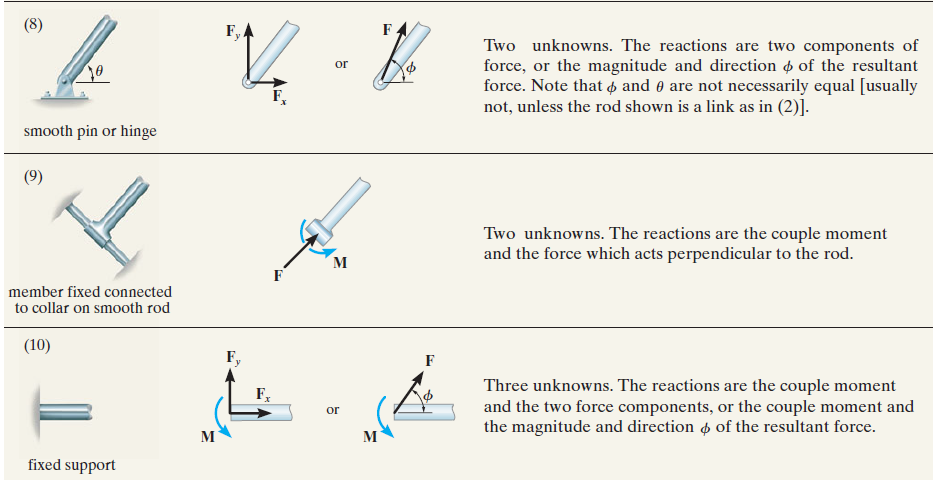 (8)
θ
F_y
F_x
or
F
ϕ
Two unknowns. The reactions are two components of
force, or the magnitude and direction ϕ of the resultant
force. Note that ϕ and θ are not necessarily equal [usually
not, unless the rod shown is a link as in (2)].
smooth pin or hinge
(9)
F
M
Two unknowns. The reactions are the couple moment
and the force which acts perpendicular to the rod.
member fixed connected
to collar on smooth rod
(10)
F_y
F_x
M
or
F
ϕ
M
Three unknowns. The reactions are the couple moment
and the two force components, or the couple moment and
the magnitude and direction ϕ of the resultant force.
fixed support